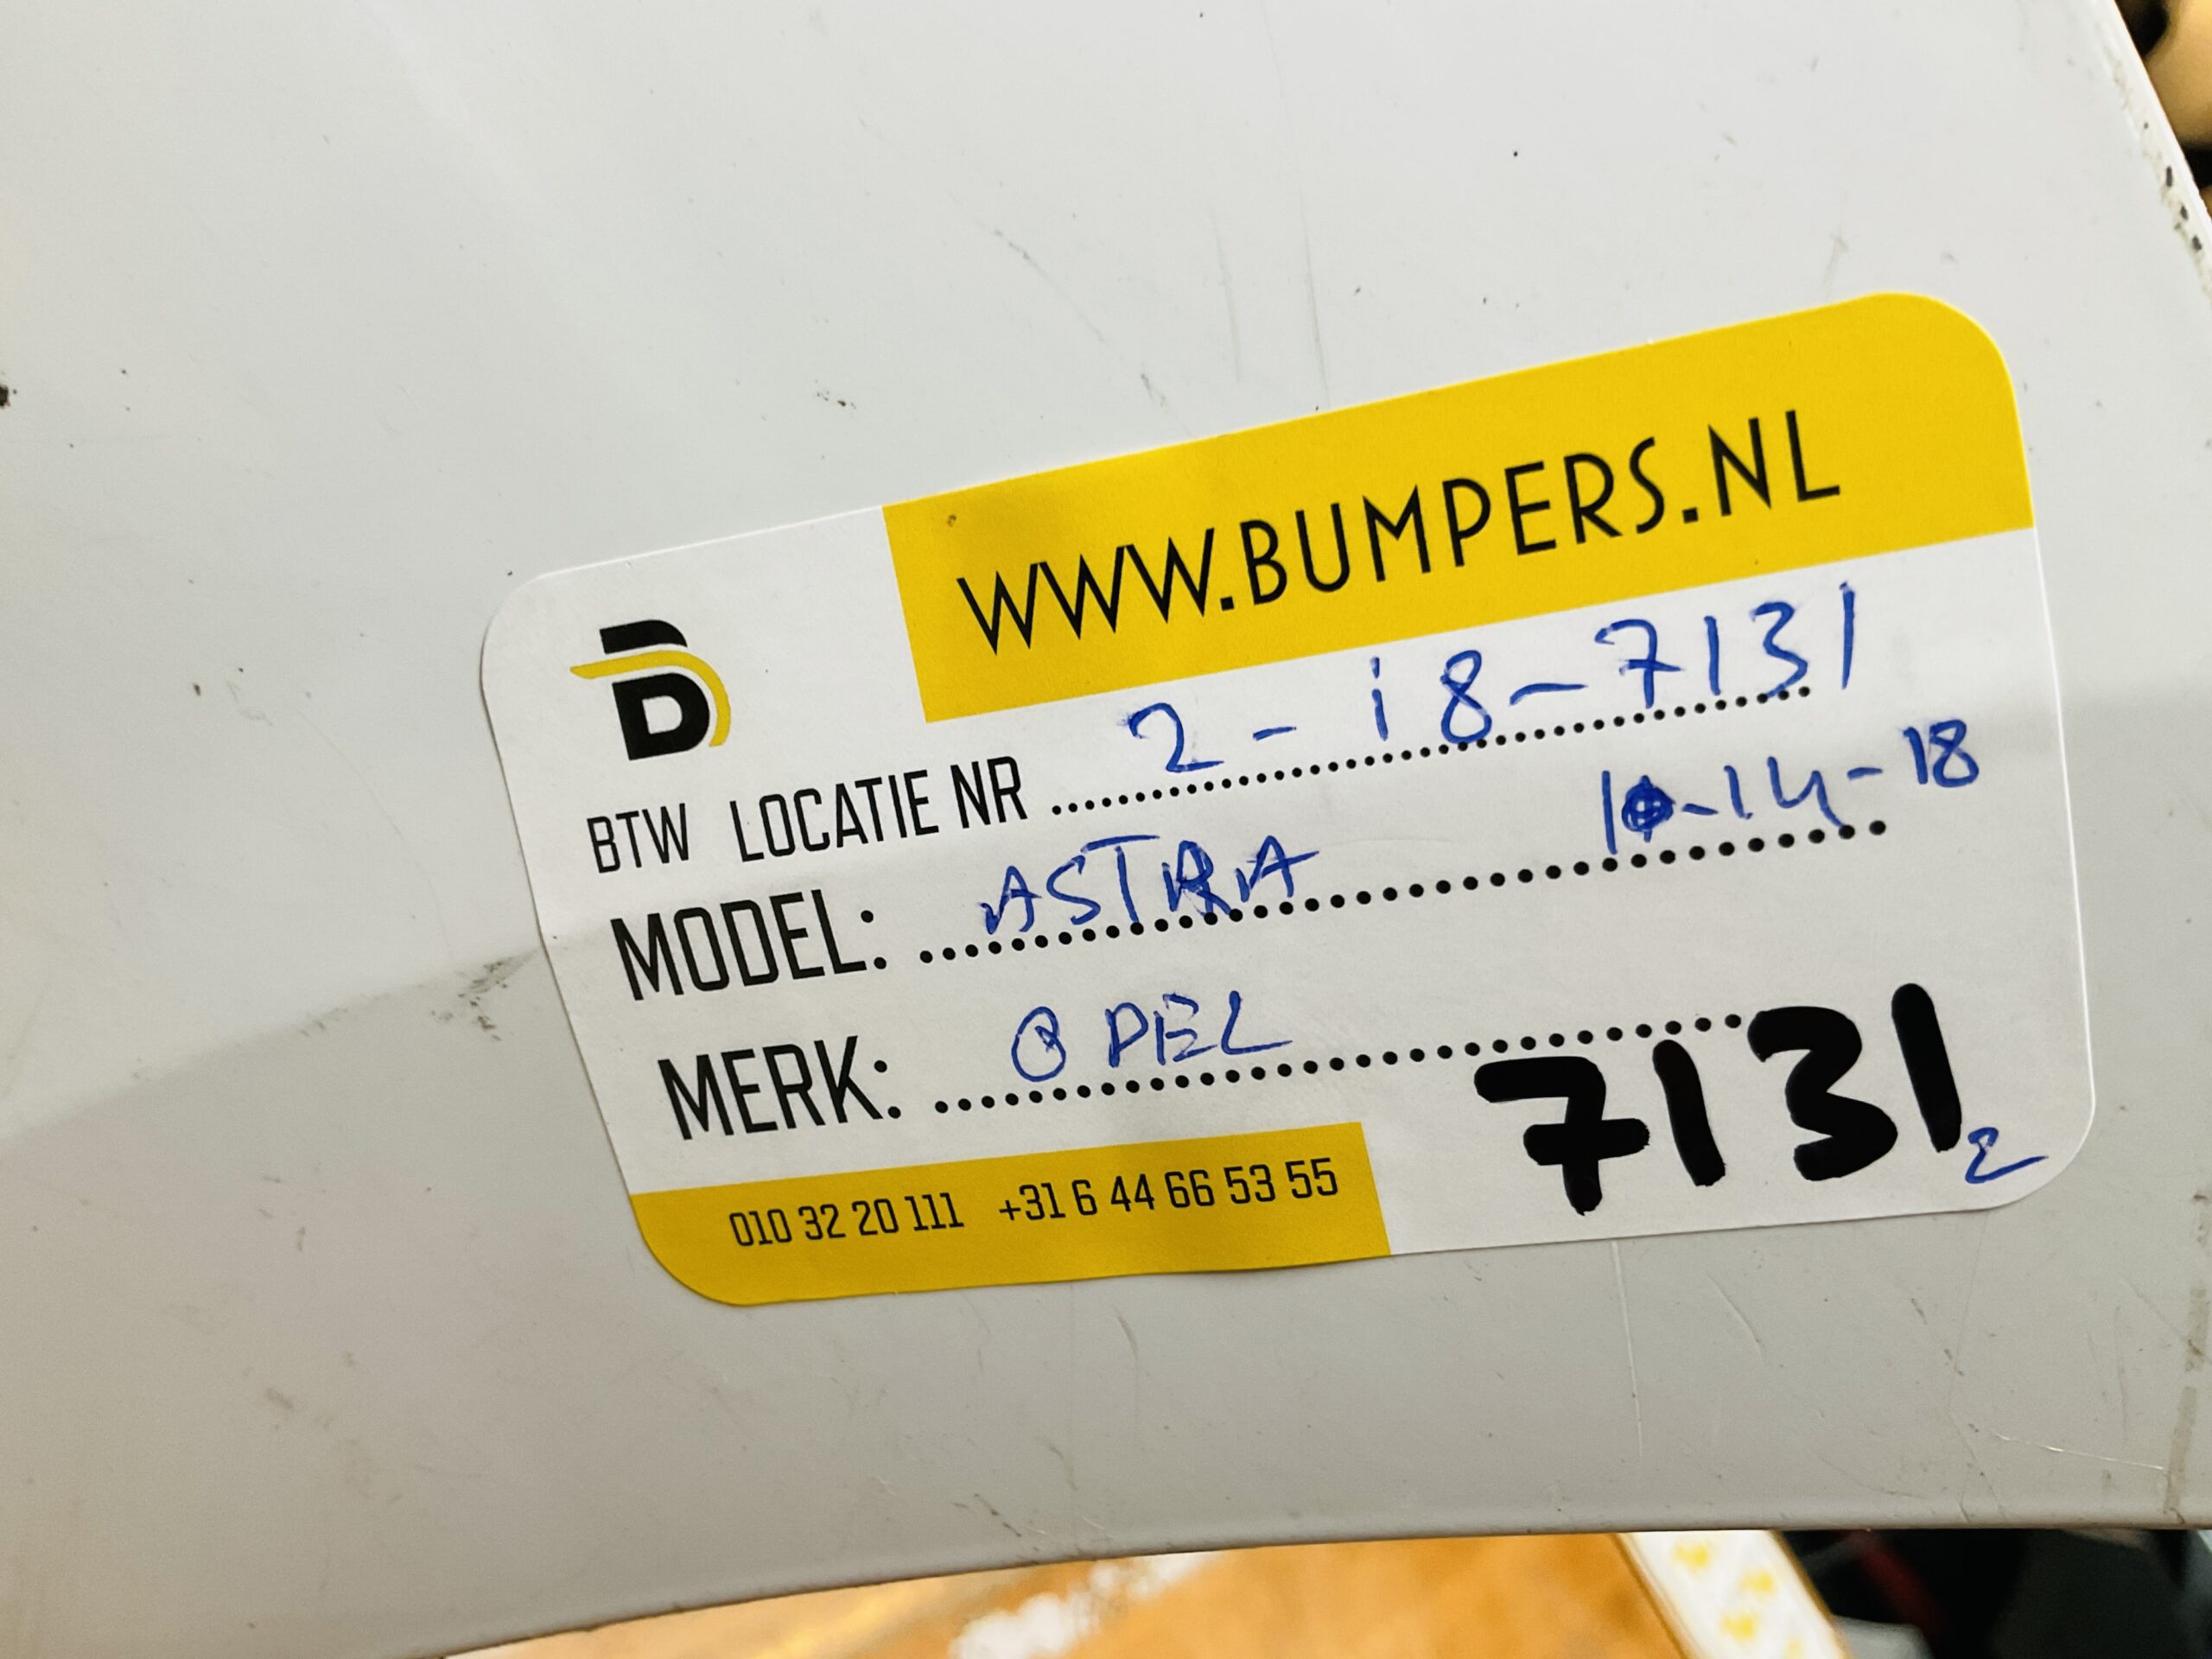 WWW.BUMPERS.NL
BTW LOCATIE NR 2-18-7131
MODEL: ASTRA -14-18
MERK: OPEL
7131 2
010 32 20 111 +31 6 44 66 53 55